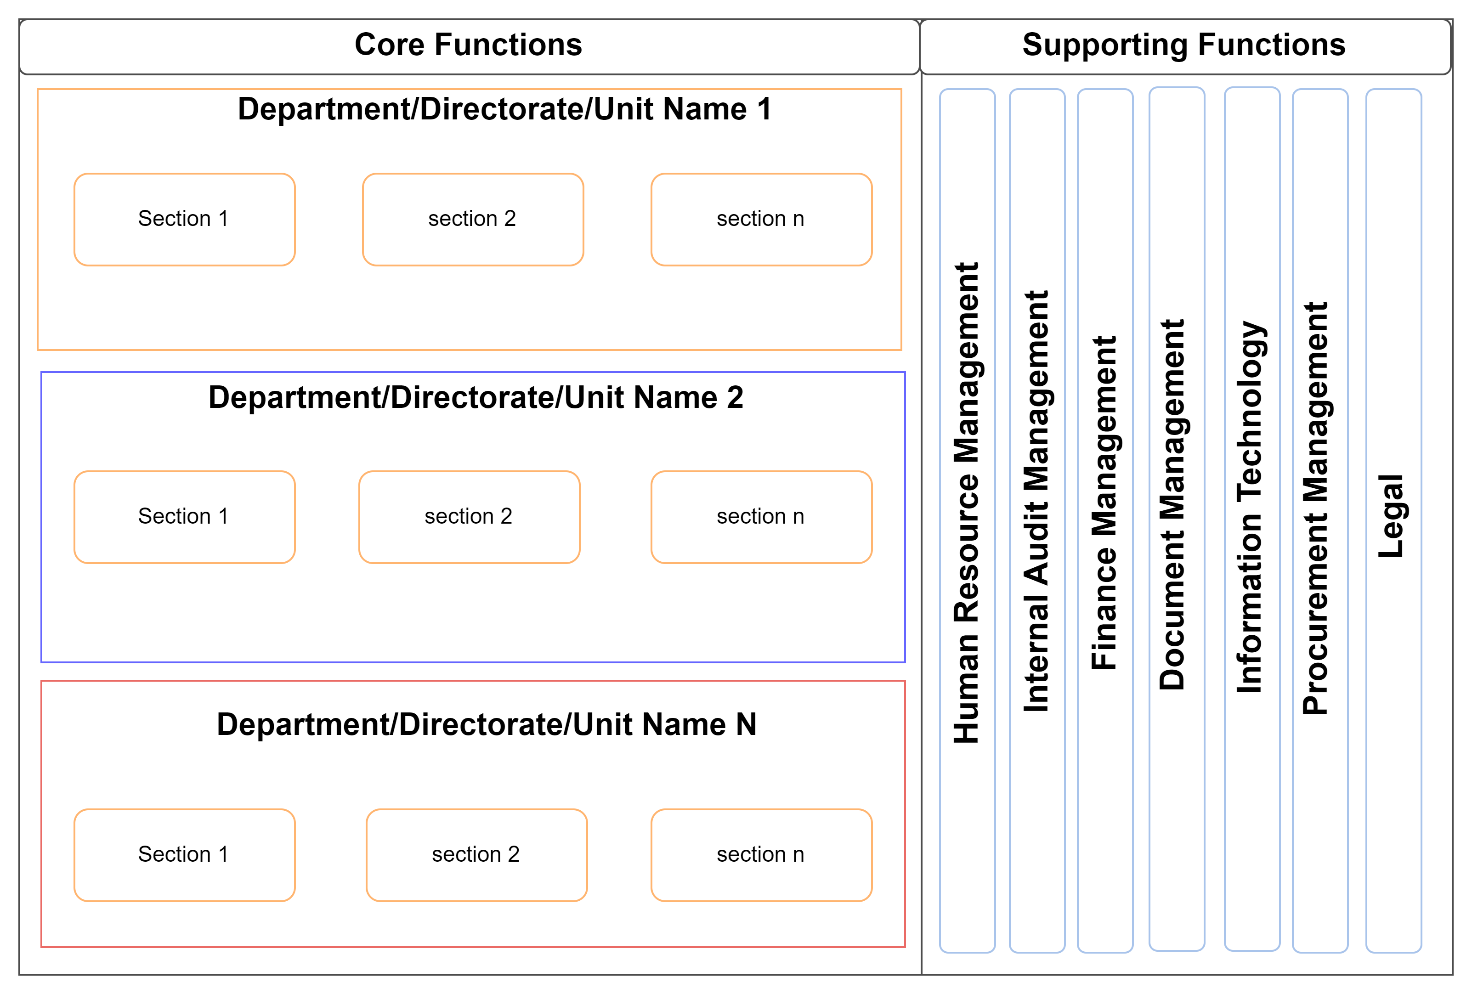 Core Functions
Supporting Functions
Department/Directorate/Unit Name 1
Section 1
section 2
section n
Department/Directorate/Unit Name 2
Section 1
section 2
section n
Department/Directorate/Unit Name N
Section 1
section 2
section n
Human Resource Management
Internal Audit Management
Finance Management
Document Management
Information Technology
Procurement Management
Legal